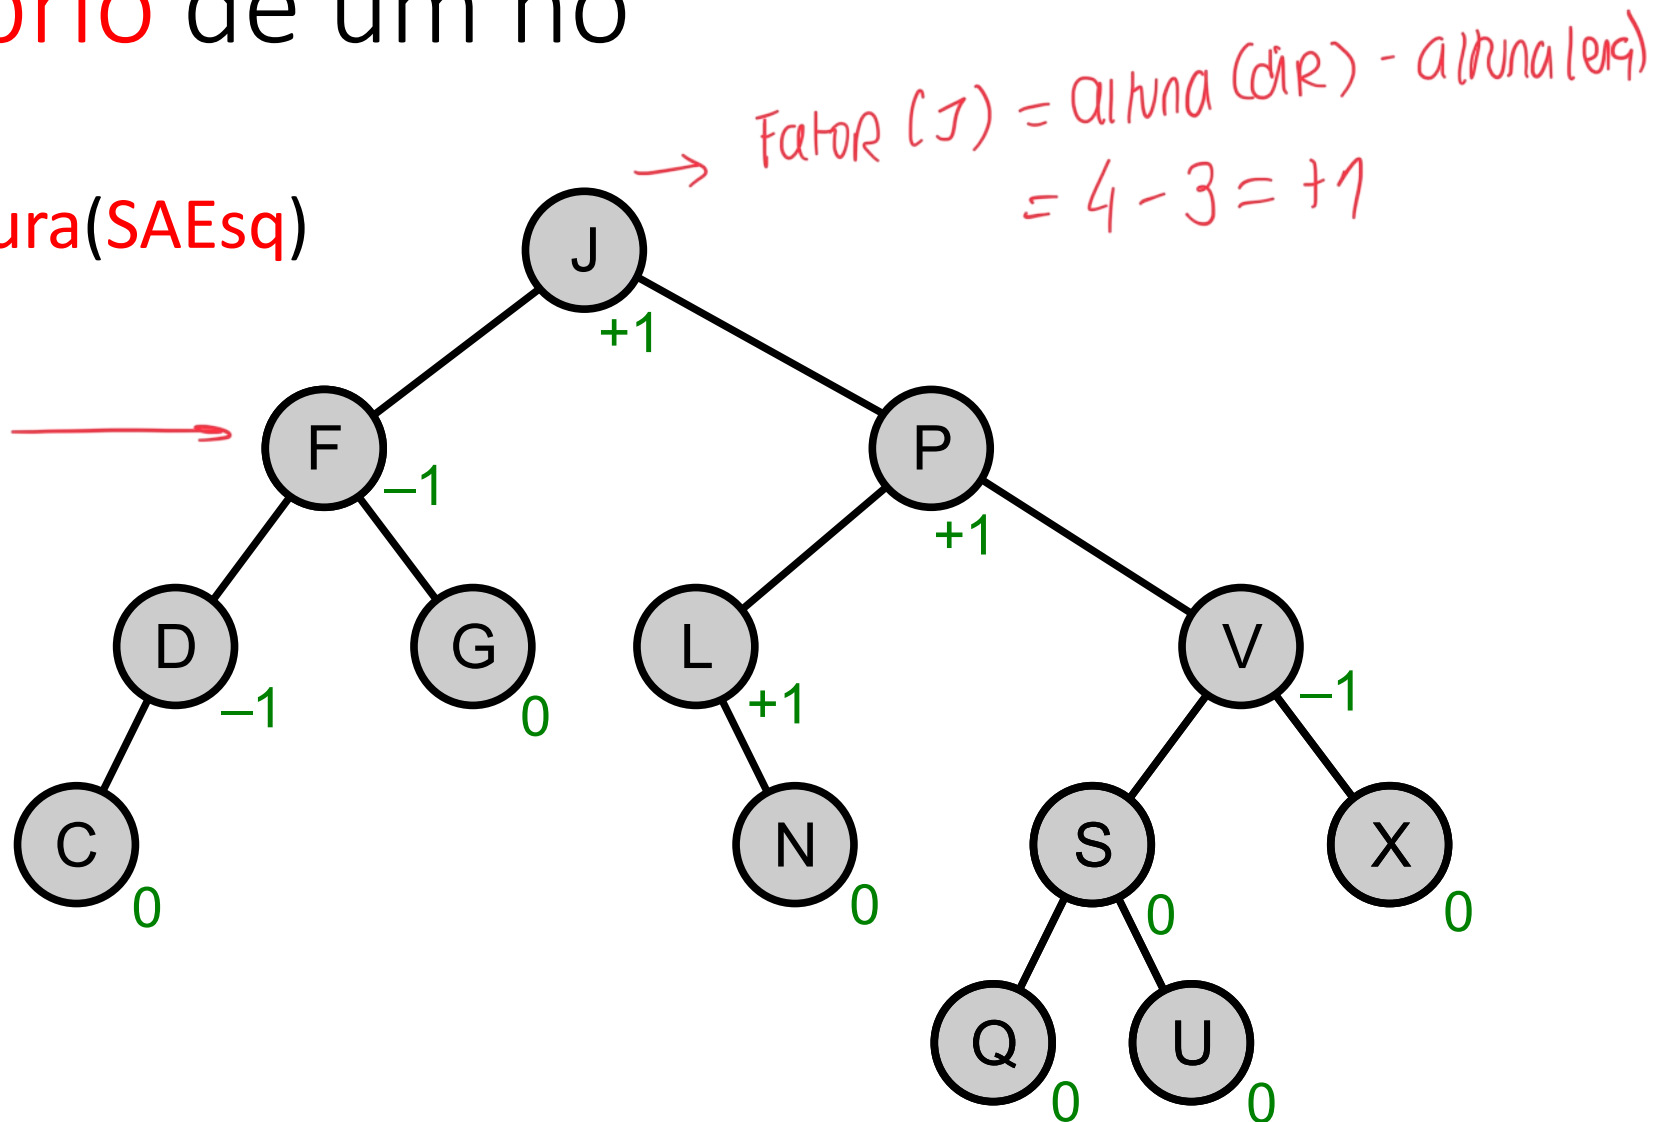 ório de um nó
→ Fator (J) = altura (dir) - altura (esq)
= 4 - 3 = +1
ura(SAEsq)
J
+1
F
–1
P
+1
D
–1
G
0
L
+1
V
–1
C
0
N
0
S
0
X
0
Q
0
U
0